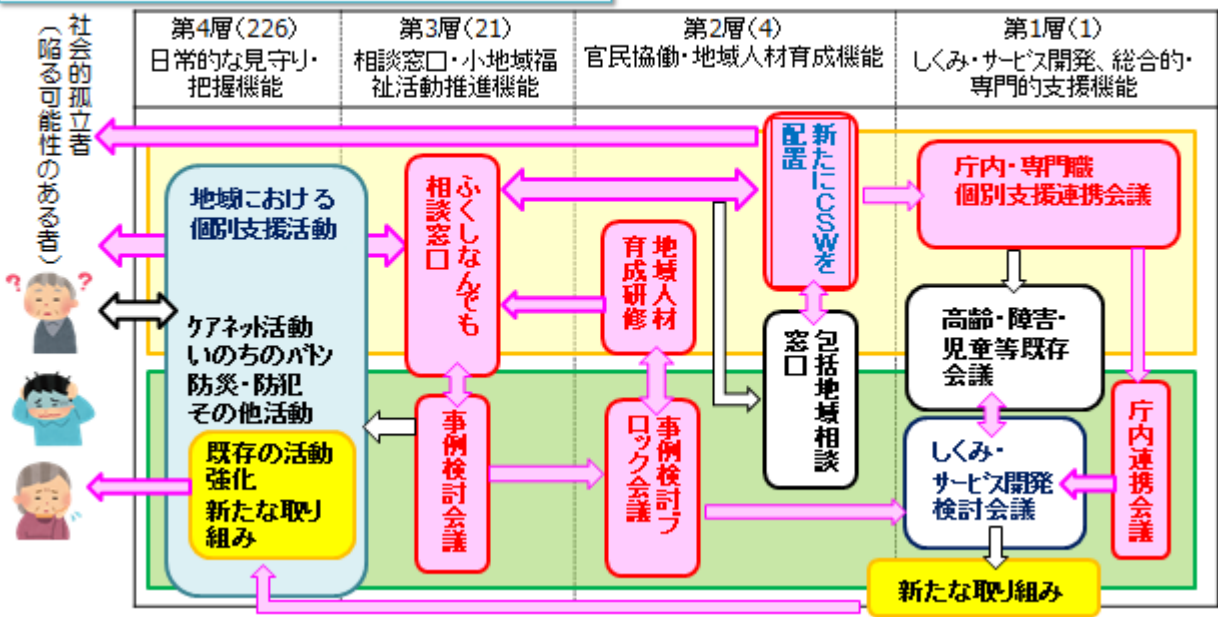 社会的孤立者
（陥る可能性のある者）
第4層(226)
日常的な見守り・
把握機能
第3層(21)
相談窓口・小地域福
祉活動推進機能
第2層(4)
官民協働・地域人材育成機能
第1層(1)
しくみ・サービス開発、総合的・
専門的支援機能
地域における
個別支援活動
ケアネット活動
いのちのバトン
防災・防犯
その他活動
既存の活動
強化
新たな取り
組み
ふくしなんでも
相談窓口
事例検討会議
地域人材
育成研修
事例検討ブ
ロック会議
新たにCSWを
配置
包括地域相談
窓口
庁内・専門職
個別支援連携会議
高齢・障害・
児童等既存
会議
しくみ・
サービス開発
検討会議
庁内連携会議
新たな取り組み
? ?